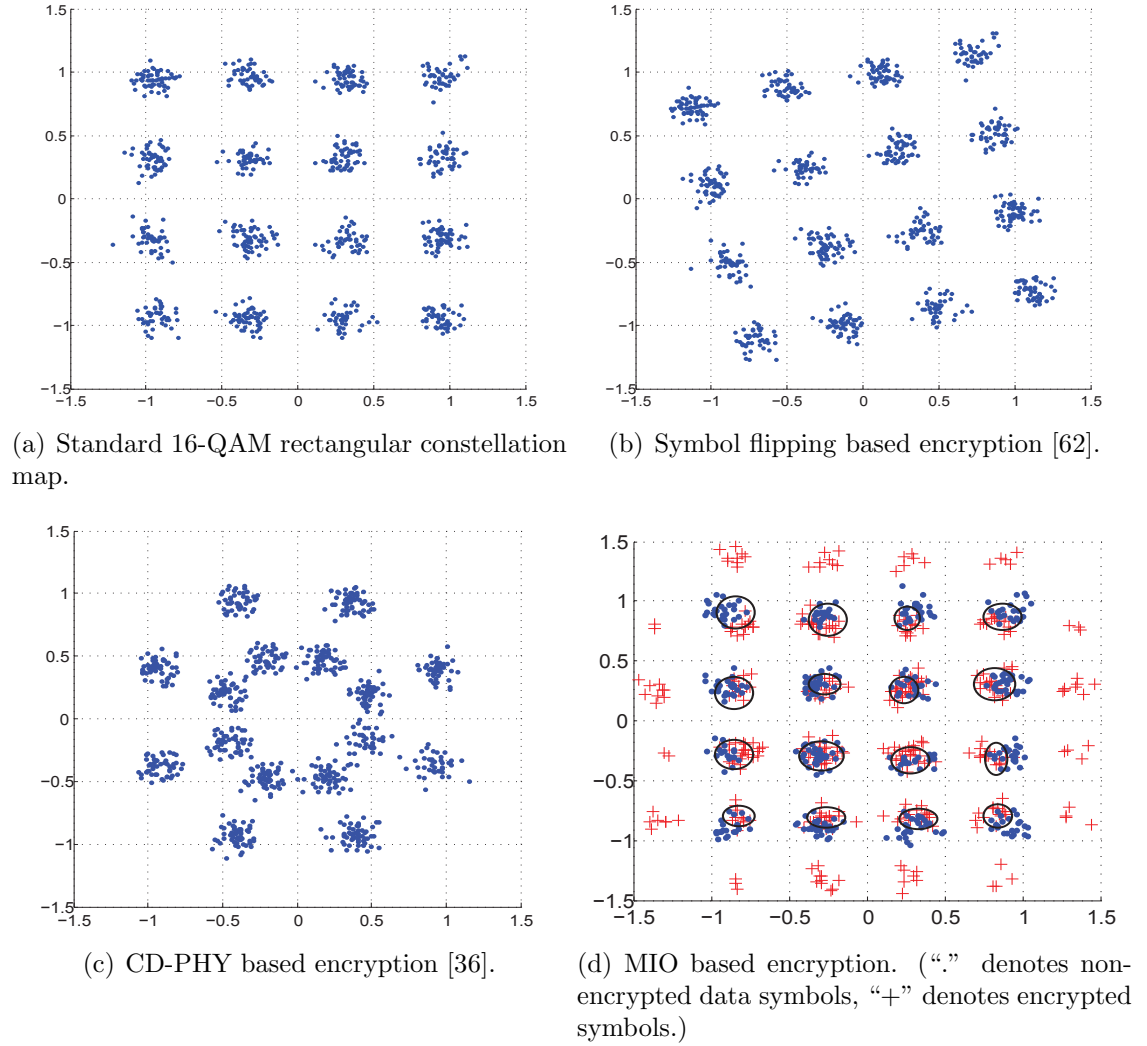 1.5
1
0.5
0
−0.5
−1
−1.5
−1.5 −1 −0.5 0 0.5 1 1.5
(a) Standard 16-QAM rectangular constellation
map.
1.5
1
0.5
0
−0.5
−1
−1.5
−1.5 −1 −0.5 0 0.5 1 1.5
(b) Symbol flipping based encryption [62].
1.5
1
0.5
0
−0.5
−1
−1.5
−1.5 −1 −0.5 0 0.5 1 1.5
(c) CD-PHY based encryption [36].
1.5
1
0.5
0
−0.5
−1
−1.5
−1.5 −1 −0.5 0 0.5 1 1.5
(d) MIO based encryption. (“.” denotes non-
encrypted data symbols, “+” denotes encrypted
symbols.)